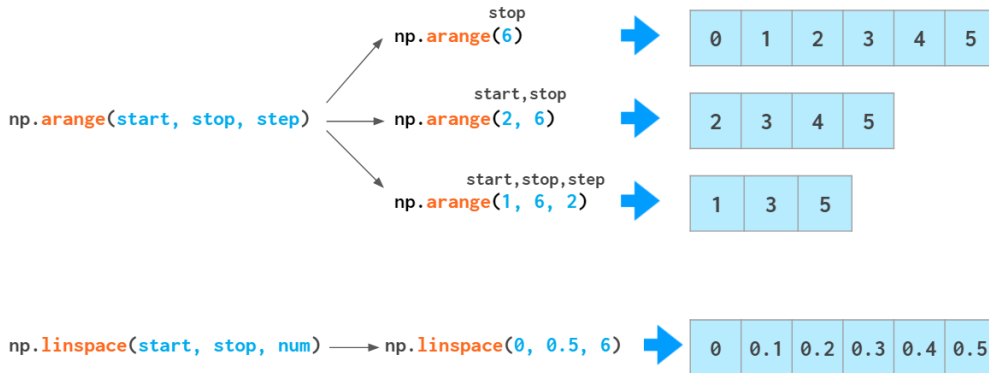 stop
np.arange(6)
0 1 2 3 4 5
start,stop
np.arange(start, stop, step)
np.arange(2, 6)
2 3 4 5
start,stop,step
np.arange(1, 6, 2)
1 3 5
np.linspace(start, stop, num)
np.linspace(0, 0.5, 6)
0 0.1 0.2 0.3 0.4 0.5